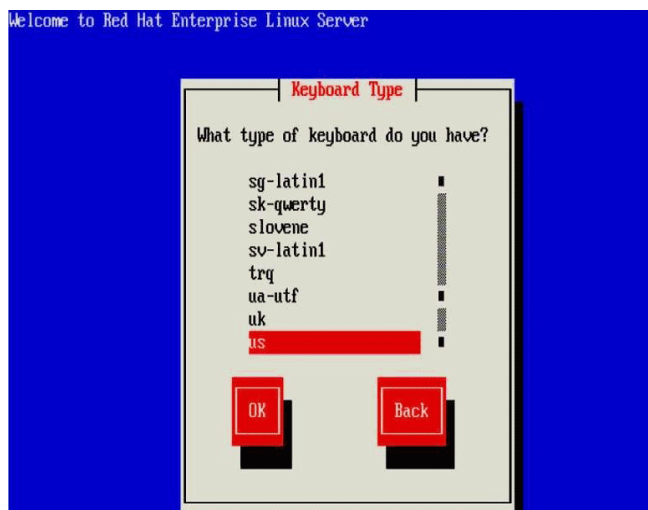 Welcome to Red Hat Enterprise Linux Server
Keyboard Type
What type of keyboard do you have?
sg-latin1
sk-qwerty
slovene
sv-latin1
trq
ua-utf
uk
us
OK Back